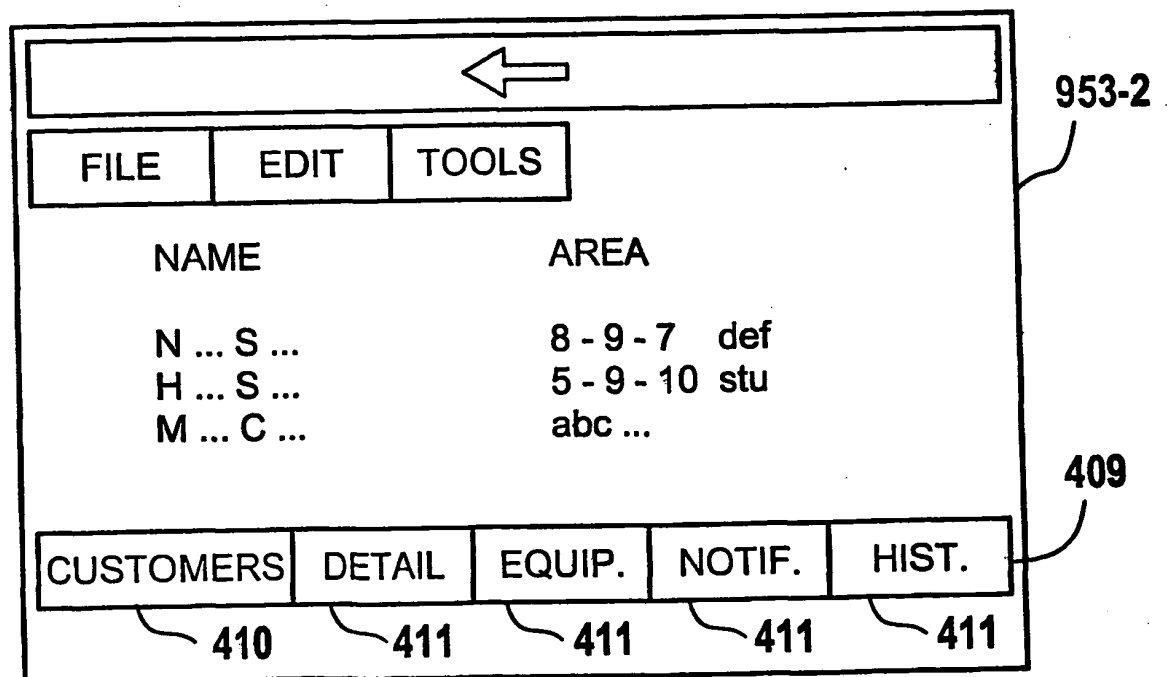 953-2
FILE EDIT TOOLS
NAME AREA
N ... S ... 8 - 9 - 7 def
H ... S ... 5 - 9 - 10 stu
M ... C ... abc ...
409
CUSTOMERS DETAIL EQUIP. NOTIF. HIST.
410 411 411 411 411